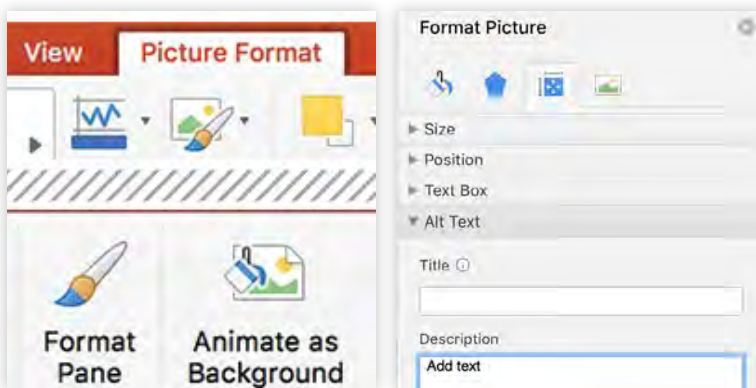 View Picture Format
Format Pane
Animate as Background
Format Picture
Size
Position
Text Box
Alt Text
Title
Description
Add text